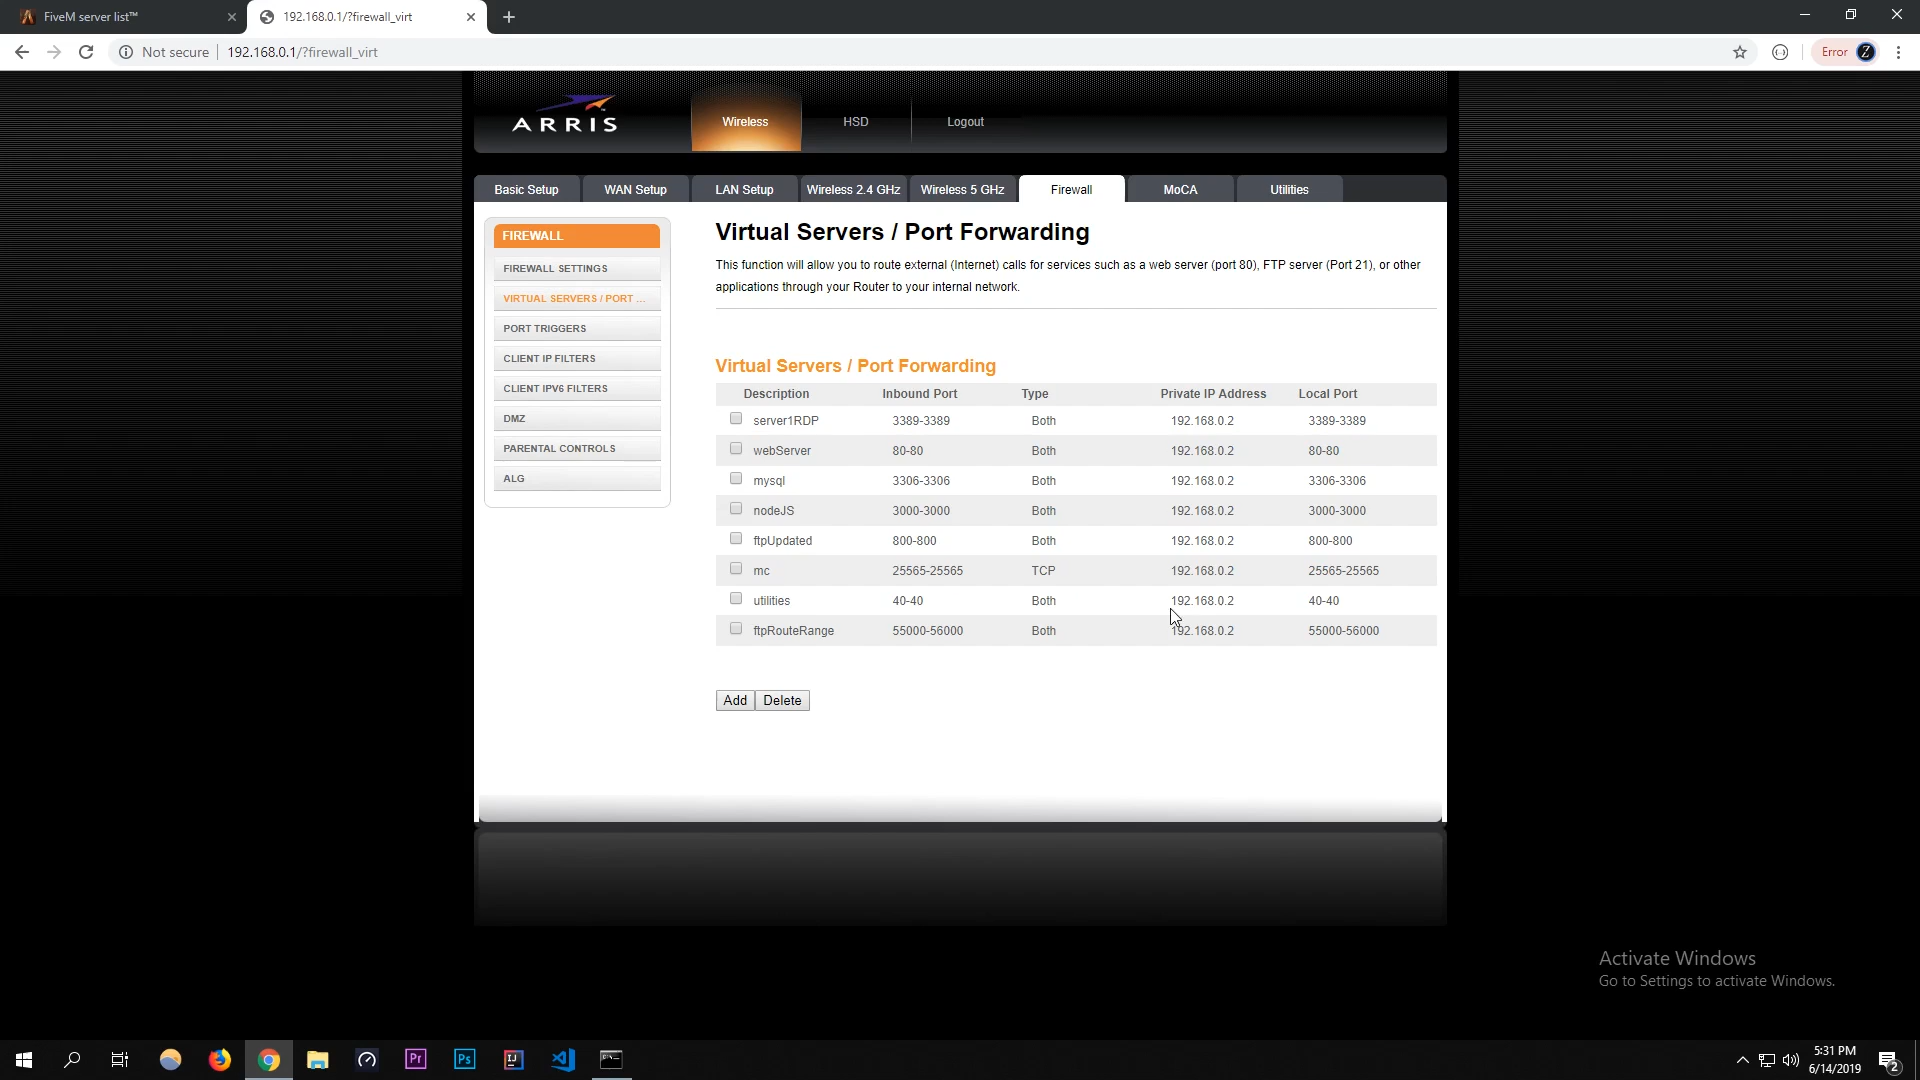 FiveM server list™
192.168.0.1/?firewall_virt
Not secure
192.168.0.1/?firewall_virt
Error
Z
ARRIS
Wireless
HSD
Logout
Basic Setup
WAN Setup
LAN Setup
Wireless 2.4 GHz
Wireless 5 GHz
Firewall
MoCA
Utilities
FIREWALL
FIREWALL SETTINGS
VIRTUAL SERVERS / PORT ...
PORT TRIGGERS
CLIENT IP FILTERS
CLIENT IPV6 FILTERS
DMZ
PARENTAL CONTROLS
ALG
Virtual Servers / Port Forwarding
This function will allow you to route external (Internet) calls for services such as a web server (port 80), FTP server (Port 21), or other
applications through your Router to your internal network.
Virtual Servers / Port Forwarding
Description Inbound Port Type Private IP Address Local Port
server1RDP 3389-3389 Both 192.168.0.2 3389-3389
webServer 80-80 Both 192.168.0.2 80-80
mysql 3306-3306 Both 192.168.0.2 3306-3306
nodeJS 3000-3000 Both 192.168.0.2 3000-3000
ftpUpdated 800-800 Both 192.168.0.2 800-800
mc 25565-25565 TCP 192.168.0.2 25565-25565
utilities 40-40 Both 192.168.0.2 40-40
ftpRouteRange 55000-56000 Both 192.168.0.2 55000-56000
Add Delete
Activate Windows
Go to Settings to activate Windows.
Pr
Ps
IJ
5:31 PM
6/14/2019
2